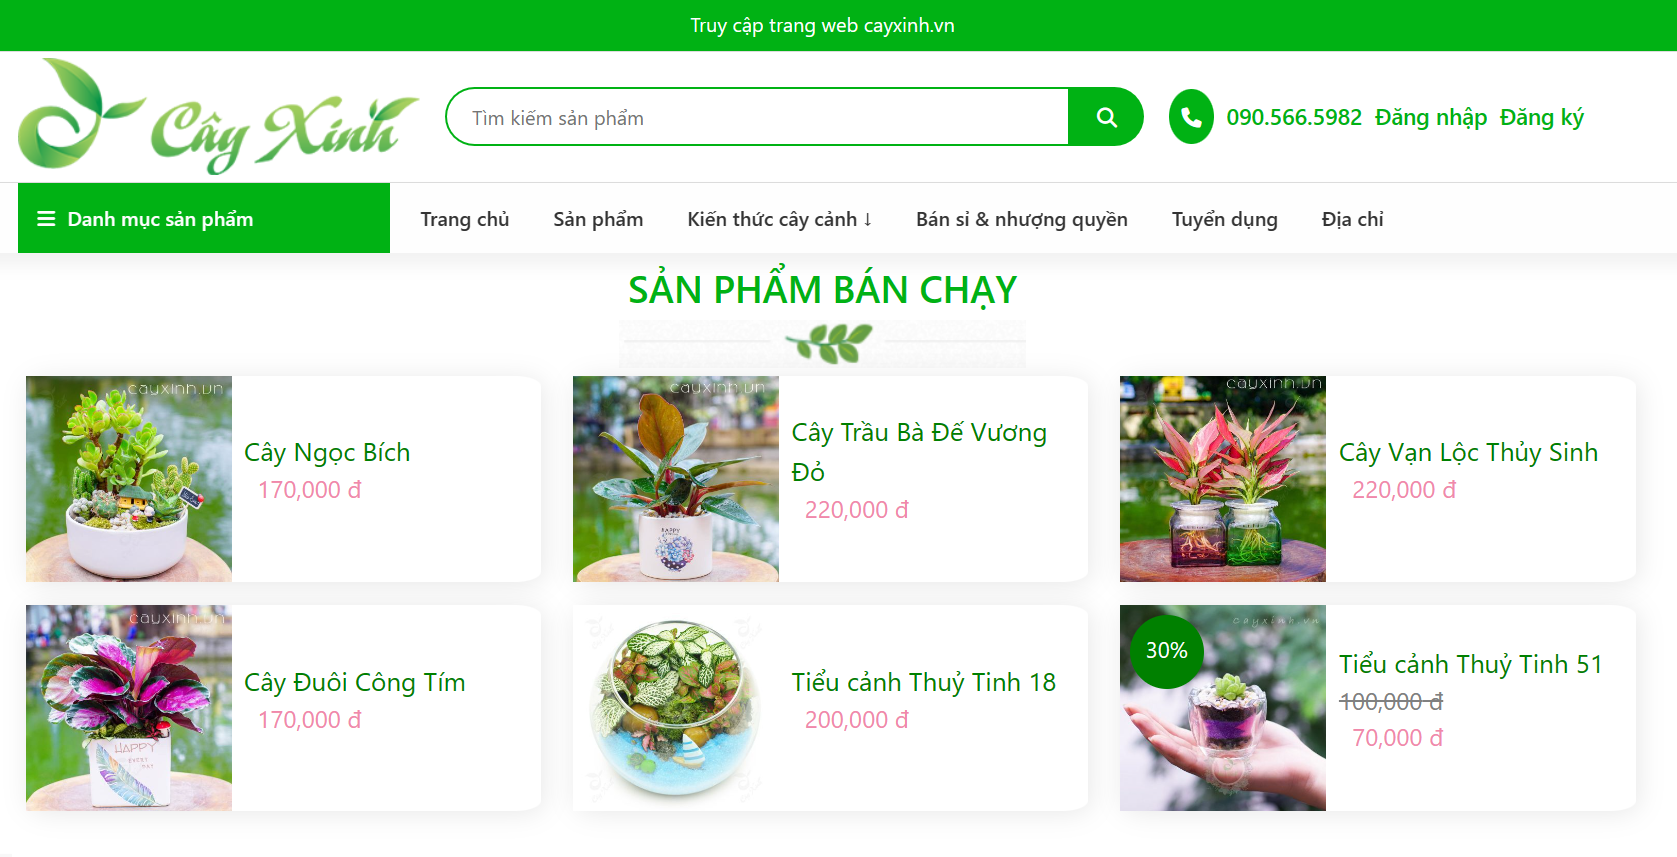 Truy cập trang web cayxinh.vn
Cây Xinh
Tìm kiếm sản phẩm
090.566.5982 Đăng nhập Đăng ký
Danh mục sản phẩm
Trang chủ
Sản phẩm
Kiến thức cây cảnh ↓
Bán sỉ & nhượng quyền
Tuyển dụng
Địa chỉ
SẢN PHẨM BÁN CHẠY
cayxinh.vn
Cây Ngọc Bích
170,000 đ
cayxinh.vn
HAPPY
Cây Trầu Bà Đế Vương
Đỏ
220,000 đ
cayxinh.vn
Cây Vạn Lộc Thủy Sinh
220,000 đ
cayxinh.vn
HAPPY
EVERY
Cây Đuôi Công Tím
170,000 đ
Tiểu cảnh Thuỷ Tinh 18
200,000 đ
cayxinh.vn
30%
Tiểu cảnh Thuỷ Tinh 51
100,000 đ
70,000 đ